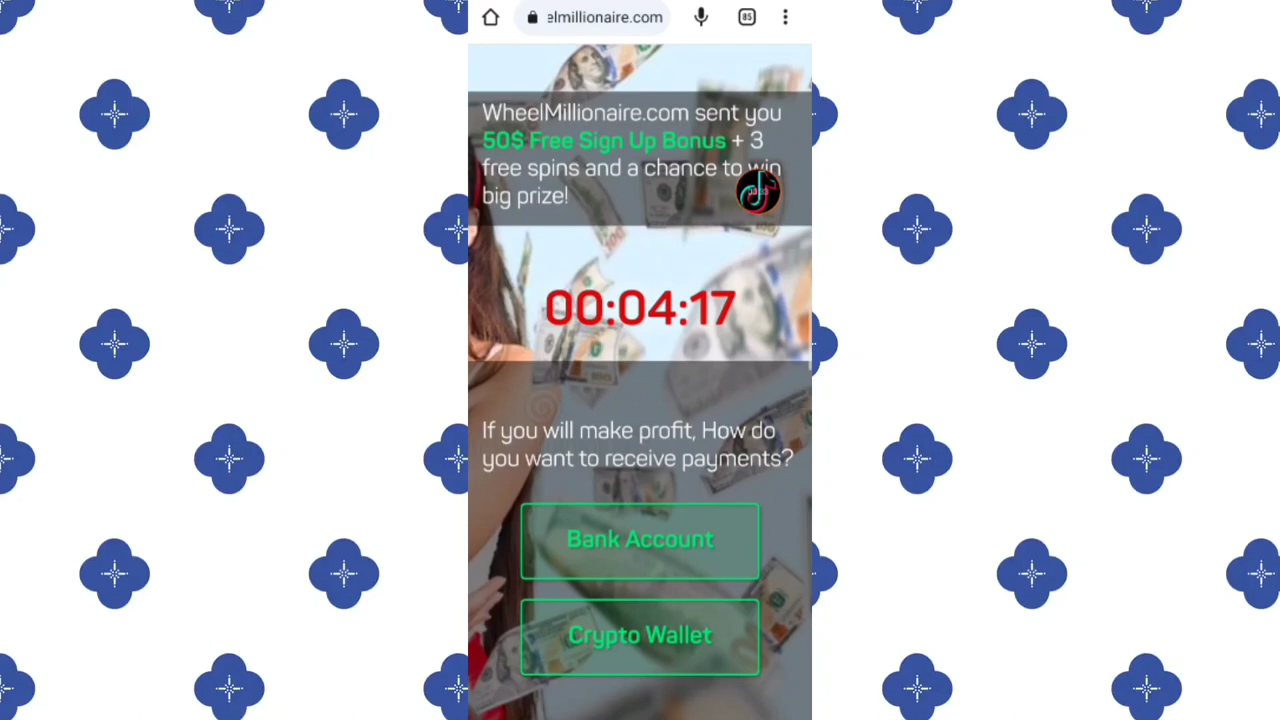 elmillionaire.com
85
WheelMillionaire.com sent you
50$ Free Sign Up Bonus + 3
free spins and a chance to win
big prize!
00:04:17
If you will make profit, How do
you want to receive payments?
Bank Account
Crypto Wallet